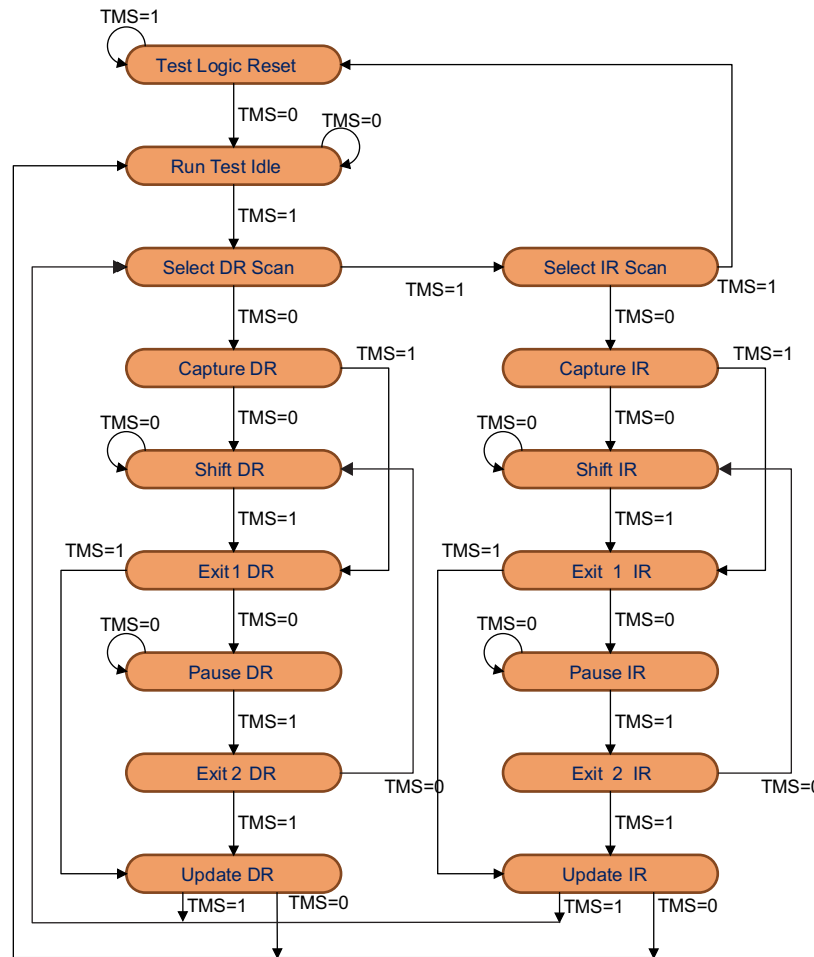 TMS=1
Test Logic Reset
TMS=0
TMS=0
Run Test Idle
TMS=1
Select DR Scan
TMS=1
Select IR Scan
TMS=1
TMS=0
TMS=0
Capture DR
TMS=1
Capture IR
TMS=1
TMS=0
TMS=0
TMS=0
TMS=0
Shift DR
Shift IR
TMS=1
TMS=1
TMS=1
TMS=1
Exit1 DR
Exit 1 IR
TMS=0
TMS=0
TMS=0
TMS=0
Pause DR
Pause IR
TMS=1
TMS=1
Exit 2 DR
TMS=0
Exit 2 IR
TMS=0
TMS=1
TMS=1
Update DR
Update IR
TMS=1
TMS=0
TMS=1
TMS=0